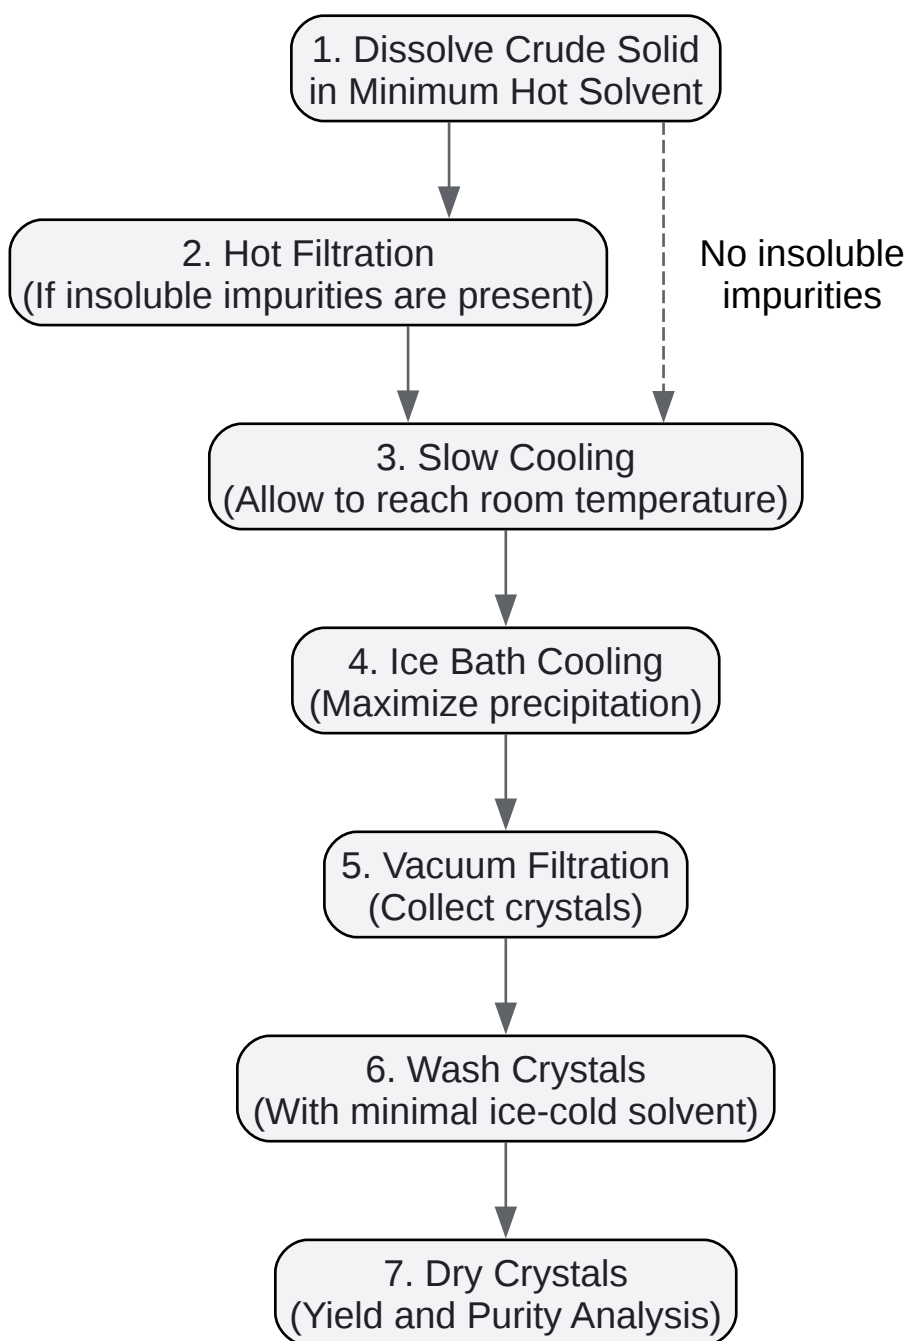 1. Dissolve Crude Solid
in Minimum Hot Solvent
2. Hot Filtration
(If insoluble impurities are present)
No insoluble
impurities
3. Slow Cooling
(Allow to reach room temperature)
4. Ice Bath Cooling
(Maximize precipitation)
5. Vacuum Filtration
(Collect crystals)
6. Wash Crystals
(With minimal ice-cold solvent)
7. Dry Crystals
(Yield and Purity Analysis)